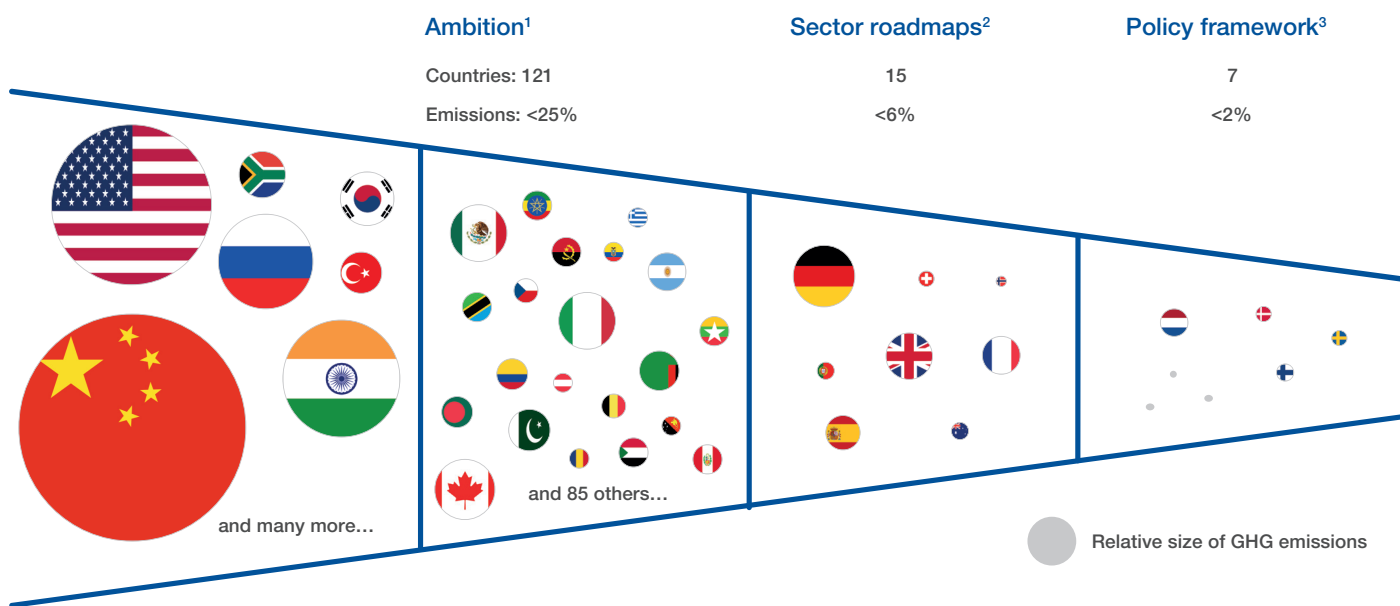 Ambition¹ Sector roadmaps² Policy framework³
Countries: 121 15 7
Emissions: <25% <6% <2%
and 85 others…
and many more…
Relative size of GHG emissions